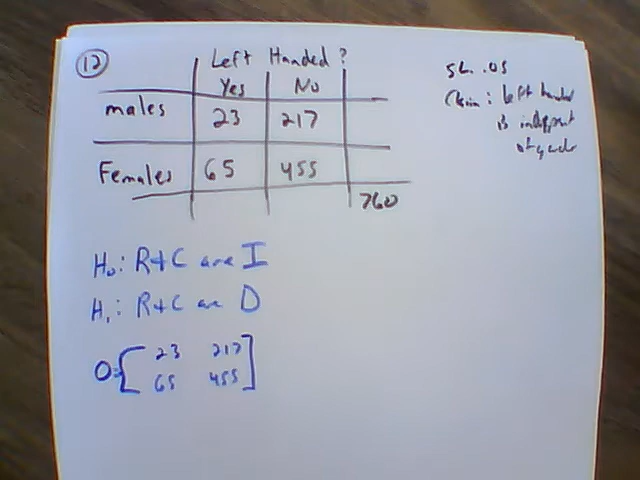 12
Left Handed ?
Yes No
males 23 217
Females 65 455
760
SL. .05
Claim: left handed
is indepent
of gender
H₀: R+C are I
H₁: R+C are D
O=[23 217
65 455]